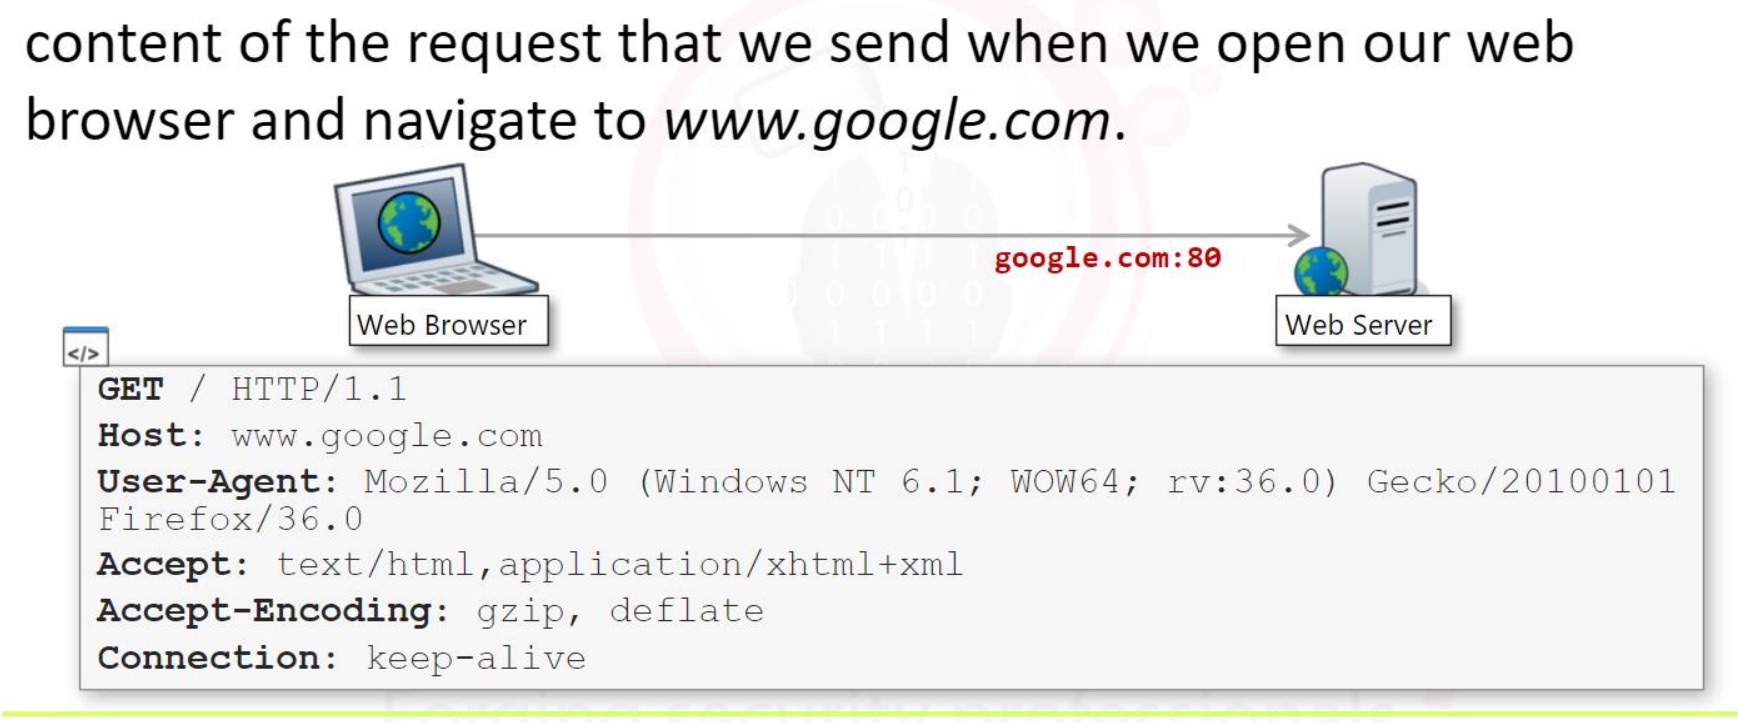 content of the request that we send when we open our web
browser and navigate to www.google.com.
google.com:80
Web Browser
Web Server
</>
GET / HTTP/1.1
Host: www.google.com
User-Agent: Mozilla/5.0 (Windows NT 6.1; WOW64; rv:36.0) Gecko/20100101
Firefox/36.0
Accept: text/html,application/xhtml+xml
Accept-Encoding: gzip, deflate
Connection: keep-alive
Forging security professionals